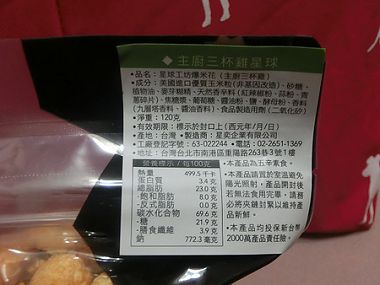 主廚三杯雞星球
•品名：星球工坊爆米花（主廚三杯雞）
•成分：美國進口優質玉米粒(非基因改造)、砂糖、
植物油、麥芽糊精、天然香辛料(紅辣椒粉、蒜粉、青
蔥碎片)、焦糖漿、葡萄糖、醬油粉、鹽、酵母粉、香料
(九層塔香料、醬油香料)、食品製造用劑(二氧化矽)
•淨重：120克
•有效期限：標示於封口上(西元年/月/日)
•產地：台灣 •製造商：星奕企業有限公司
•工廠登記字號：63-022244 •電話：02-2651-1369
•地址：台灣台北市南港區重陽路263巷3號1樓
營養標示／每100克
熱量 499.5 千卡
蛋白質 3.4 克
總脂肪 23.0 克
-飽和脂肪 8.0 克
-反式脂肪 0.0 克
碳水化合物 69.6 克
-糖 21.9 克
-膳食纖維 3.9 克
鈉 772.3 毫克
•本產品為五辛素食。
•本產品請置於室溫避免
陽光照射，產品開封後
若無法食用完畢，請務
必將夾鏈封緊以維持產
品新鮮。
•本產品均投保新台幣
2000萬產品責任險。